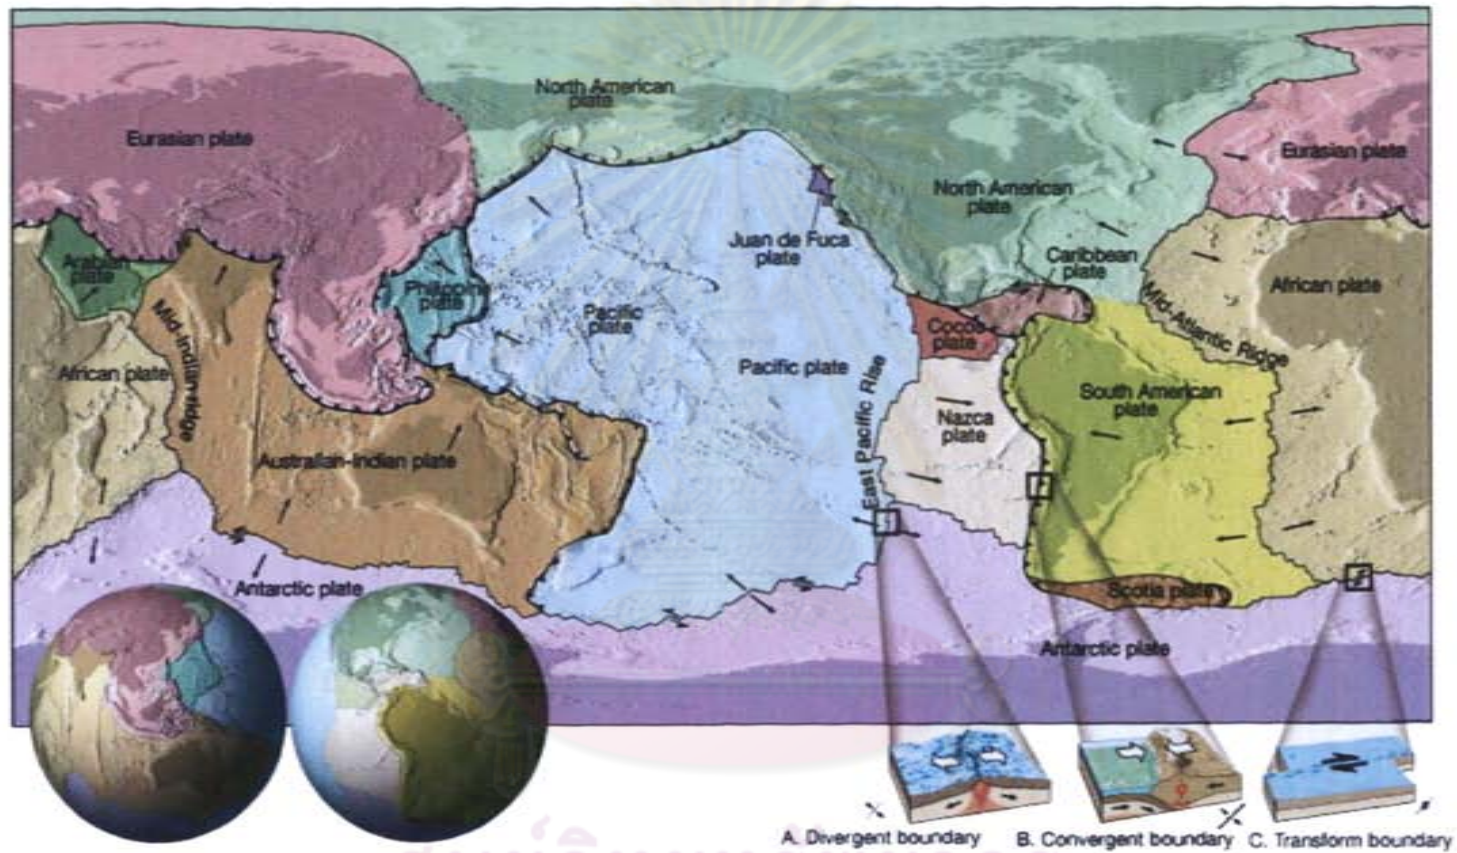 North American
plate
Eurasian plate
Eurasian plate
North American
plate
Juan de Fuca
plate
Caribbean
plate
Arabian
plate
Philippine
plate
African plate
Mid-Indian ridge
Pacific
plate
Cocos
plate
Mid-Atlantic Ridge
African plate
Pacific plate
East Pacific Rise
South American
plate
Nazca
plate
Australian-Indian plate
Antarctic plate
Scotia plate
Antarctic plate
A. Divergent boundary
B. Convergent boundary
C. Transform boundary